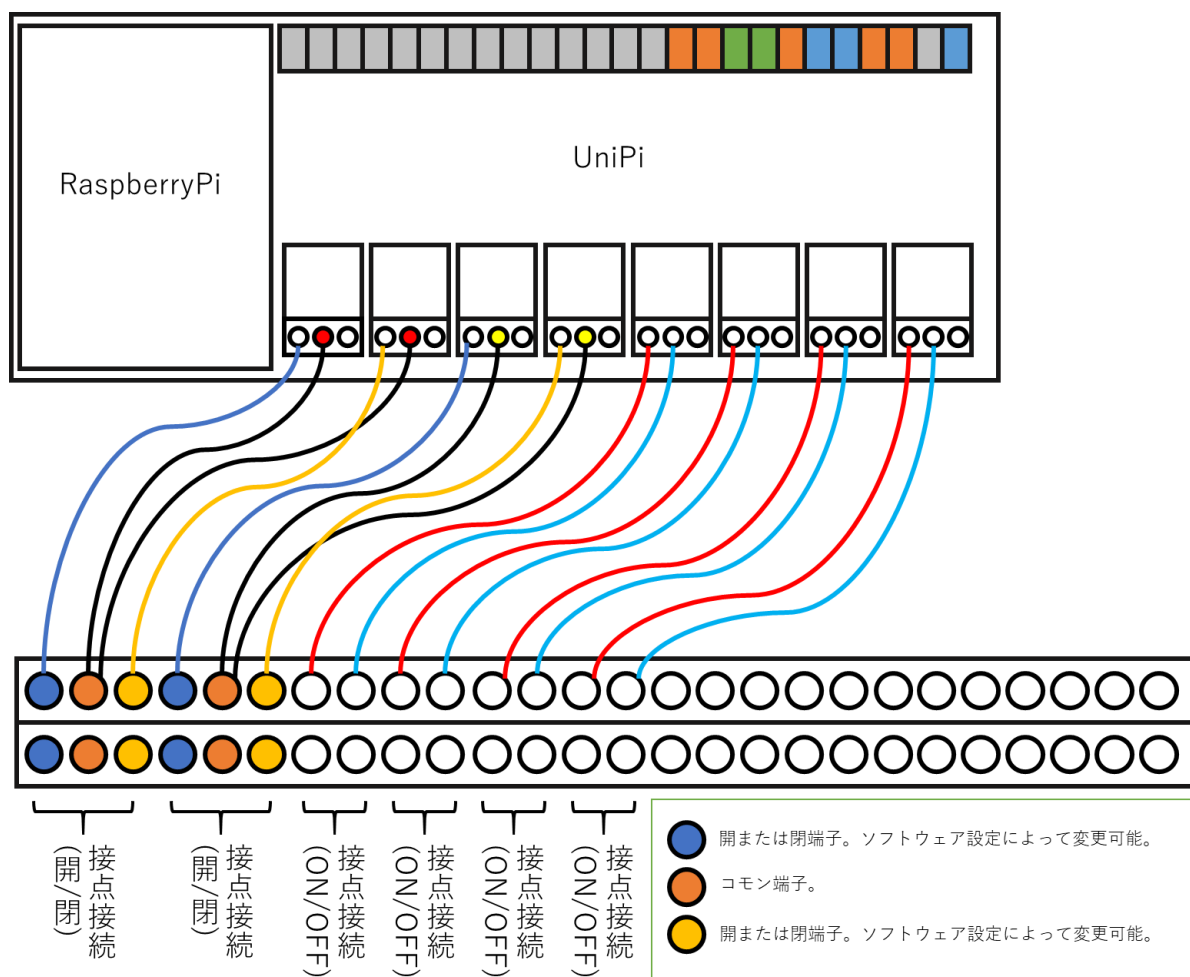 RaspberryPi
UniPi
接点接続
(開/閉)
接点接続
(開/閉)
接点接続
(ON/OFF)
接点接続
(ON/OFF)
接点接続
(ON/OFF)
接点接続
(ON/OFF)
開または閉端子。ソフトウェア設定によって変更可能。
コモン端子。
開または閉端子。ソフトウェア設定によって変更可能。